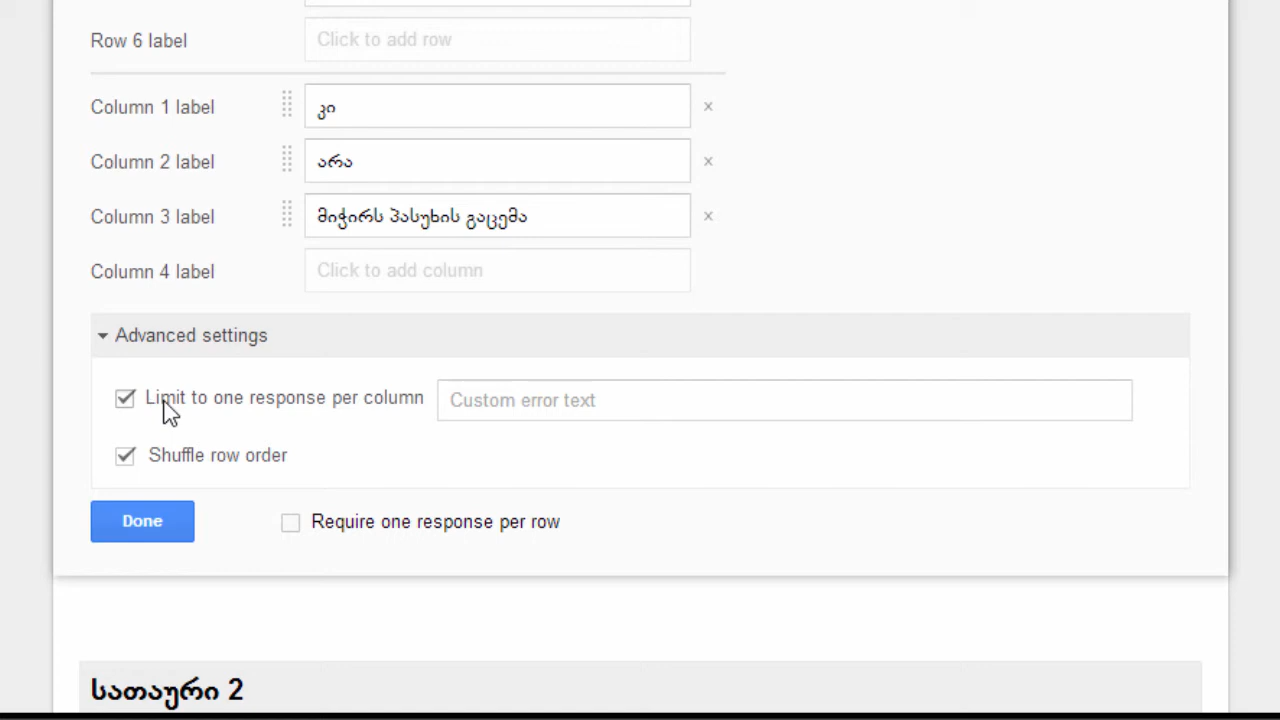 Row 6 label Click to add row
Column 1 label კი ×
Column 2 label არა ×
Column 3 label მიჭირს პასუხის გაცემა ×
Column 4 label Click to add column
Advanced settings
Limit to one response per column Custom error text
Shuffle row order
Done Require one response per row
სათაური 2